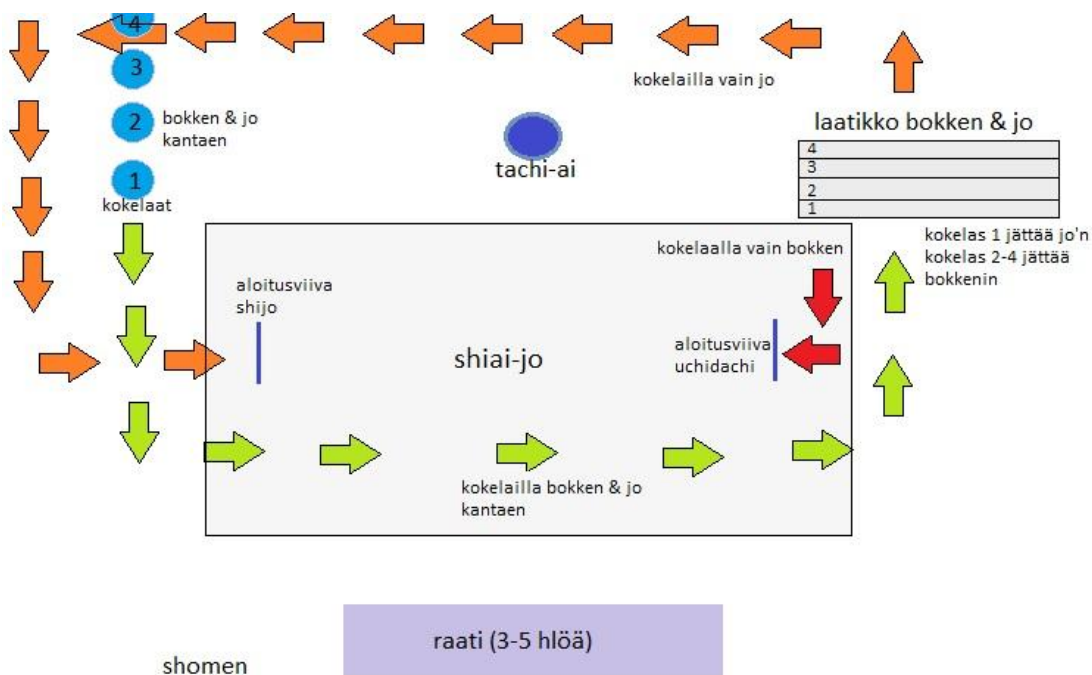 4
3
2
1
bokken & jo
kantaen
kokelaat
tachi-ai
kokelailla vain jo
laatikko bokken & jo
4
3
2
1
kokelas 1 jättää jo'n
kokelas 2-4 jättää
bokkenin
kokelaalla vain bokken
aloitusviiva
shijo
shiai-jo
aloitusviiva
uchidachi
kokelailla bokken & jo
kantaen
raati (3-5 hlöä)
shomen